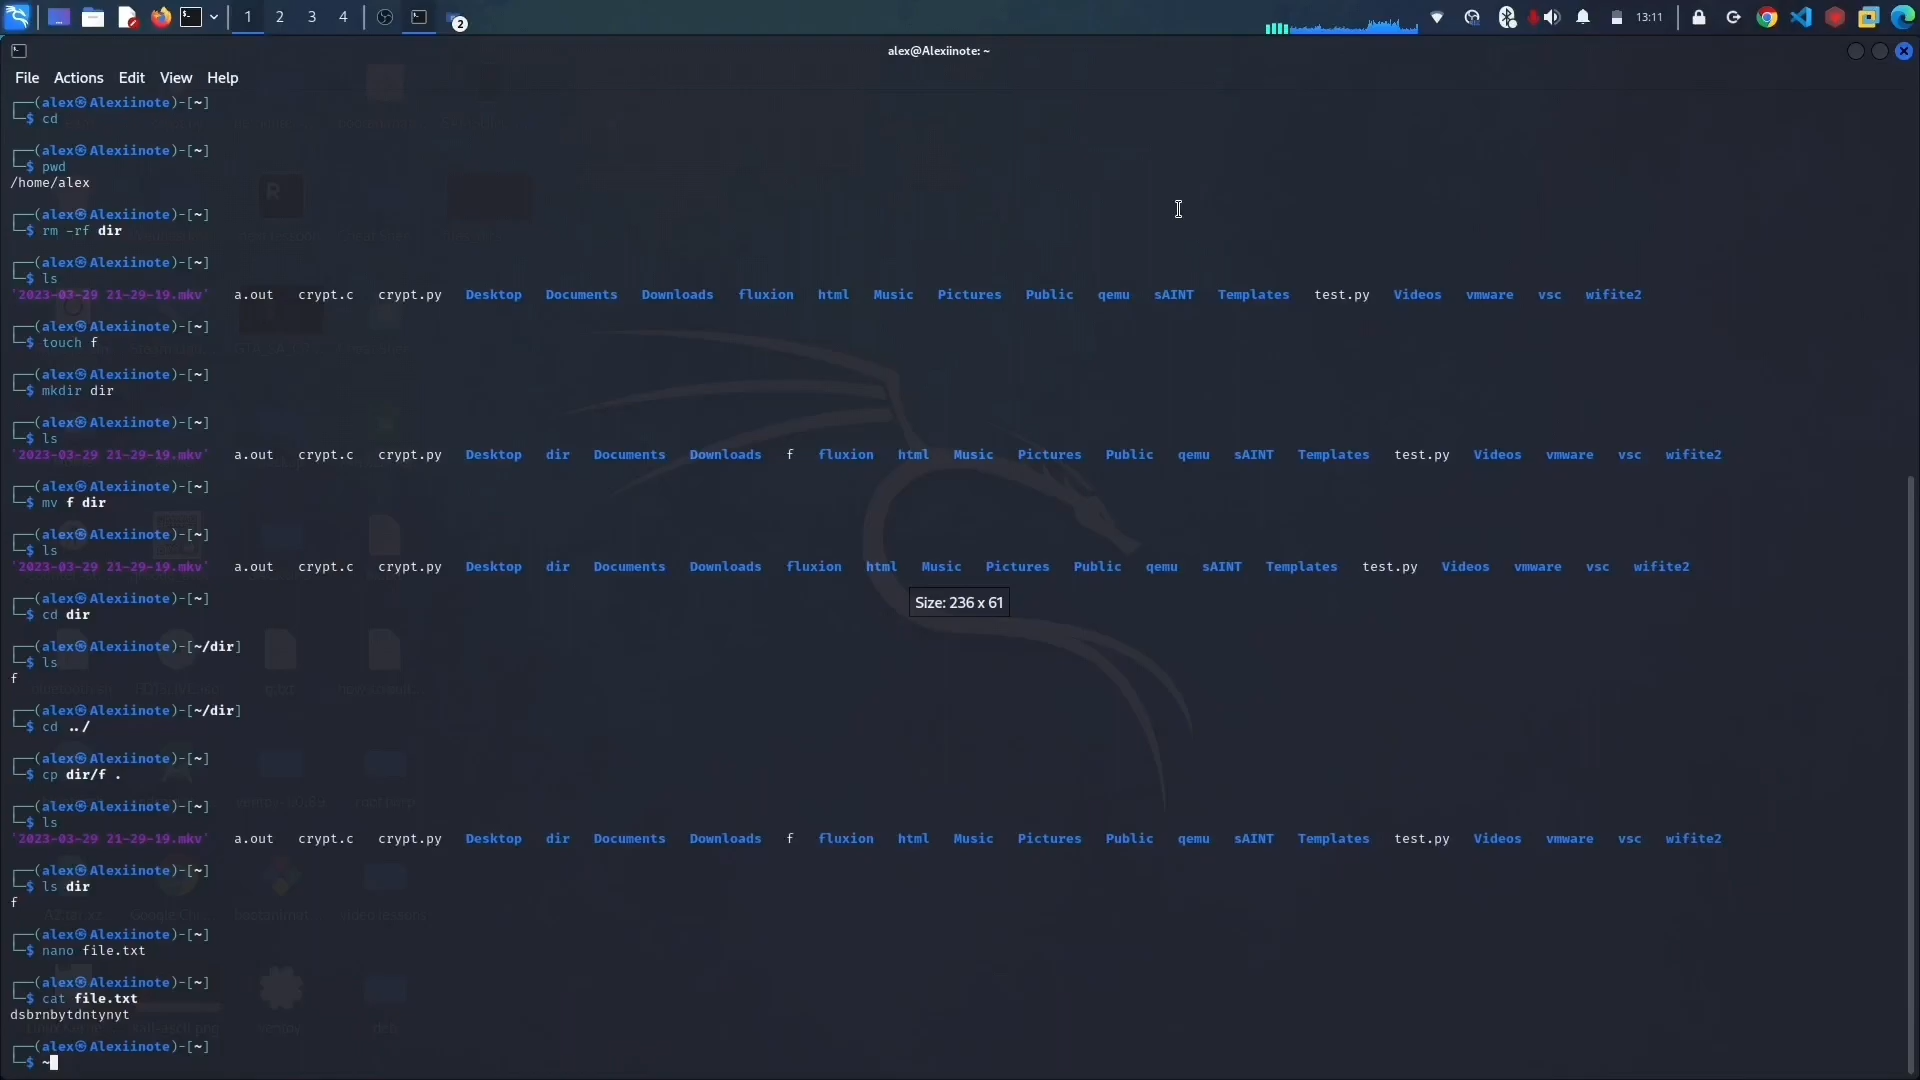 1 2 3 4 2 13:11
alex@Alexiinote: ~
File Actions Edit View Help
┌──(alex㉿Alexiinote)-[~]
└─$ cd
┌──(alex㉿Alexiinote)-[~]
└─$ pwd
/home/alex
┌──(alex㉿Alexiinote)-[~]
└─$ rm -rf dir
┌──(alex㉿Alexiinote)-[~]
└─$ ls
'2023-03-29 21-29-19.mkv' a.out crypt.c crypt.py Desktop Documents Downloads fluxion html Music Pictures Public qemu sAINT Templates test.py Videos vmware vsc wifite2
┌──(alex㉿Alexiinote)-[~]
└─$ touch f
┌──(alex㉿Alexiinote)-[~]
└─$ mkdir dir
┌──(alex㉿Alexiinote)-[~]
└─$ ls
'2023-03-29 21-29-19.mkv' a.out crypt.c crypt.py Desktop dir Documents Downloads f fluxion html Music Pictures Public qemu sAINT Templates test.py Videos vmware vsc wifite2
┌──(alex㉿Alexiinote)-[~]
└─$ mv f dir
┌──(alex㉿Alexiinote)-[~]
└─$ ls
'2023-03-29 21-29-19.mkv' a.out crypt.c crypt.py Desktop dir Documents Downloads fluxion html Music Pictures Public qemu sAINT Templates test.py Videos vmware vsc wifite2
┌──(alex㉿Alexiinote)-[~]
Size: 236 x 61
└─$ cd dir
┌──(alex㉿Alexiinote)-[~/dir]
└─$ ls
f
┌──(alex㉿Alexiinote)-[~/dir]
└─$ cd ../
┌──(alex㉿Alexiinote)-[~]
└─$ cp dir/f .
┌──(alex㉿Alexiinote)-[~]
└─$ ls
'2023-03-29 21-29-19.mkv' a.out crypt.c crypt.py Desktop dir Documents Downloads f fluxion html Music Pictures Public qemu sAINT Templates test.py Videos vmware vsc wifite2
┌──(alex㉿Alexiinote)-[~]
└─$ ls dir
f
┌──(alex㉿Alexiinote)-[~]
└─$ nano file.txt
┌──(alex㉿Alexiinote)-[~]
└─$ cat file.txt
dsbrnbytdntynyt
┌──(alex㉿Alexiinote)-[~]
└─$ ~